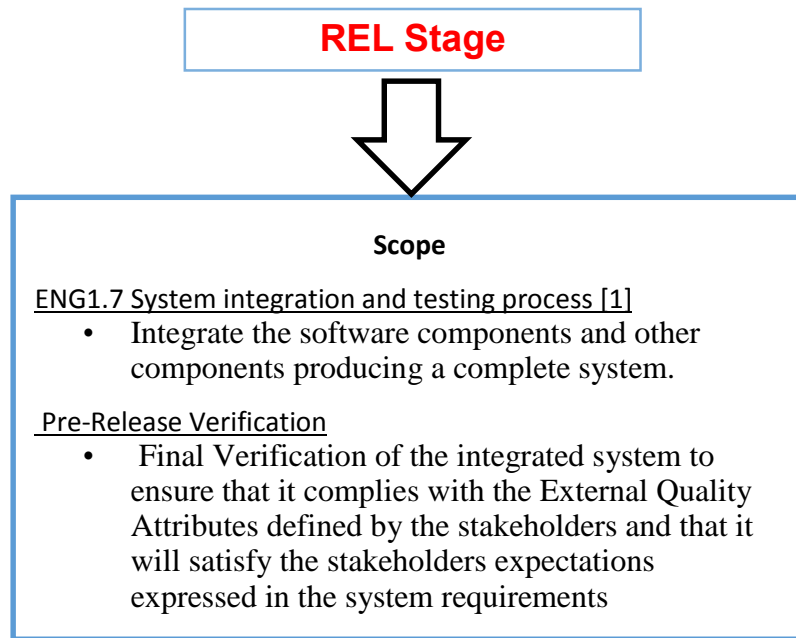 REL Stage
Scope
ENG1.7 System integration and testing process [1]
• Integrate the software components and other
components producing a complete system.
Pre-Release Verification
• Final Verification of the integrated system to
ensure that it complies with the External Quality
Attributes defined by the stakeholders and that it
will satisfy the stakeholders expectations
expressed in the system requirements